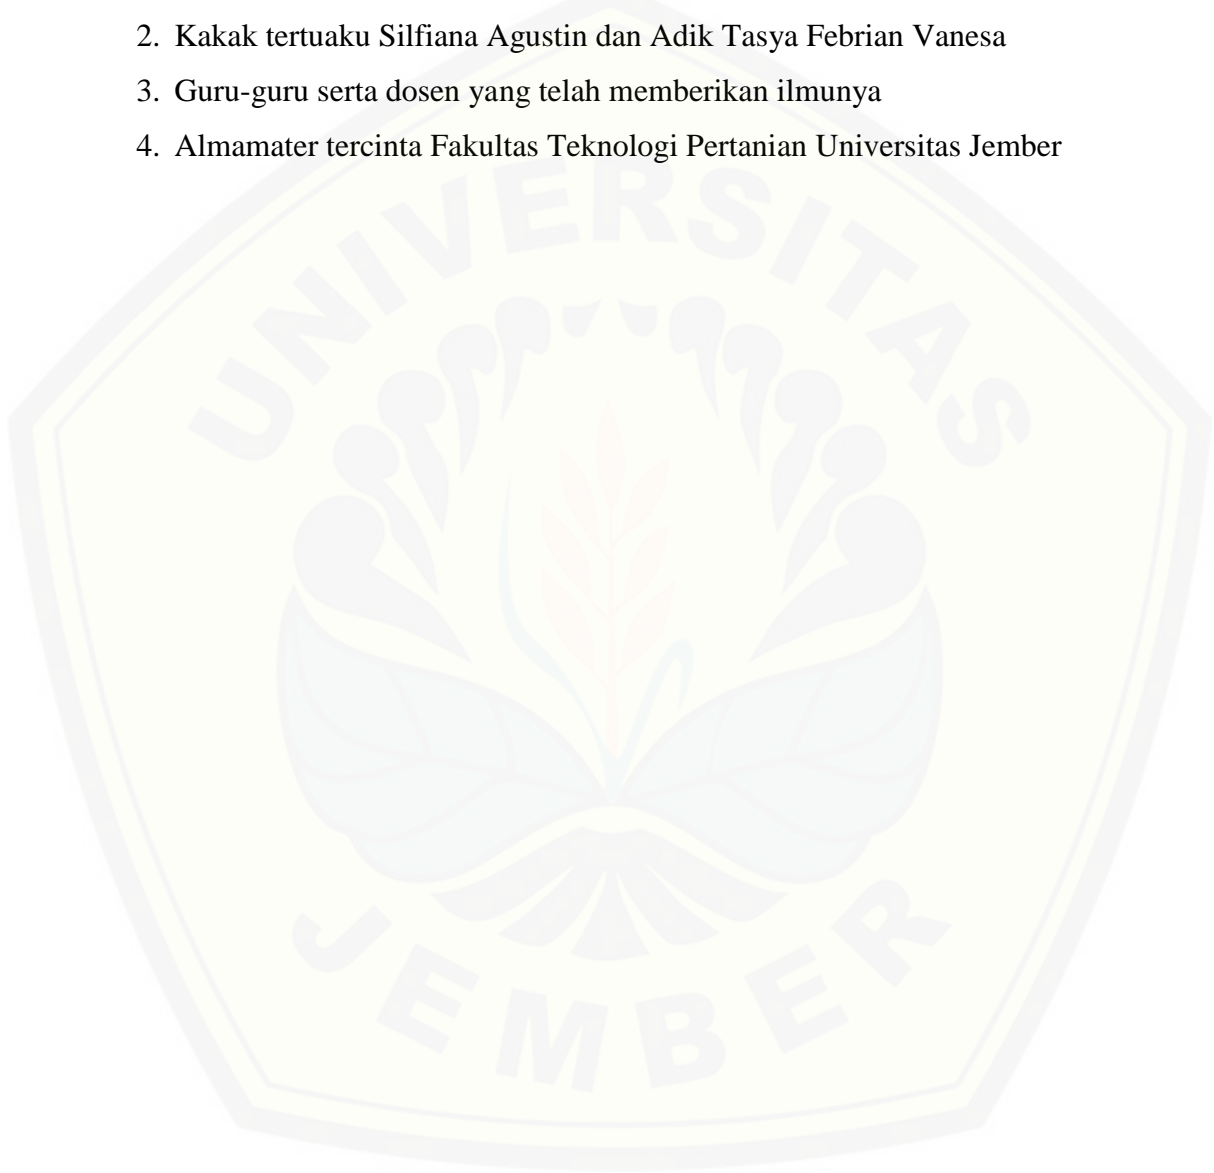 2. Kakak tertuaku Silfiana Agustin dan Adik Tasya Febrian Vanesa
3. Guru-guru serta dosen yang telah memberikan ilmunya
4. Almamater tercinta Fakultas Teknologi Pertanian Universitas Jember
UNIVERSITAS
JEMBER